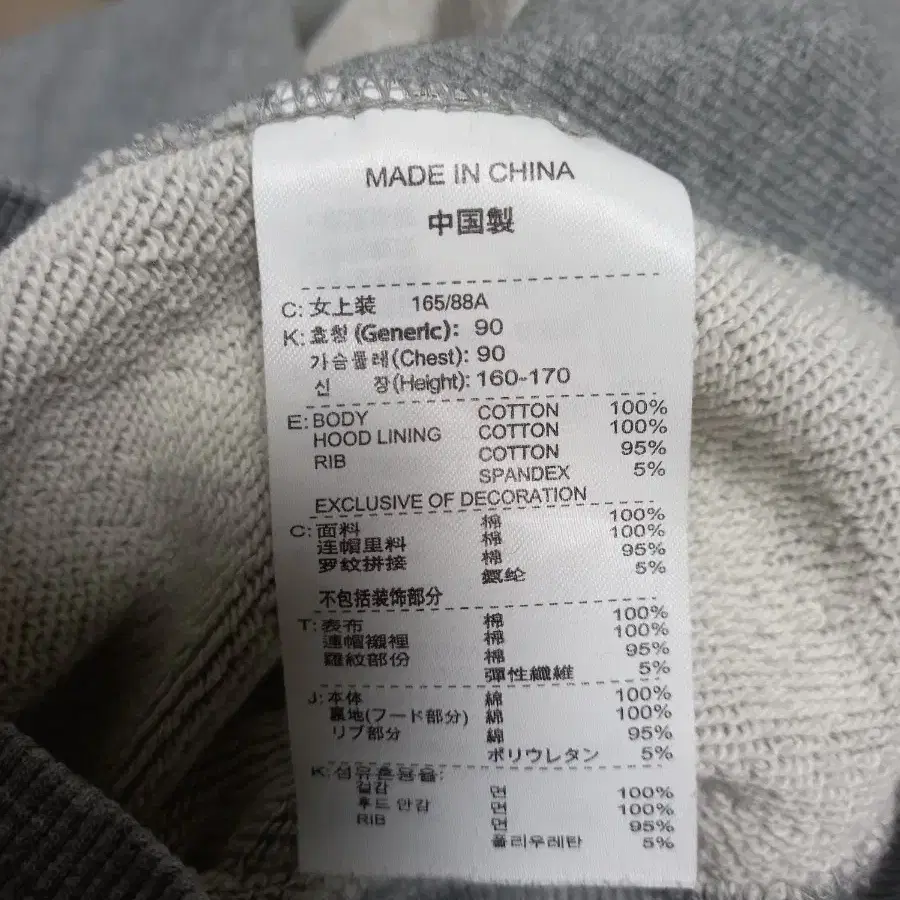 MADE IN CHINA
中国製
C: 女上装 165/88A
K: 호칭 (Generic): 90
가슴둘레(Chest): 90
신 장(Height): 160-170
E: BODY COTTON 100%
HOOD LINING COTTON 100%
RIB COTTON 95%
SPANDEX 5%
EXCLUSIVE OF DECORATION
C: 面料 棉 100%
连帽里料 棉 100%
罗纹拼接 棉 95%
氨纶 5%
不包括装饰部分
T: 表布 棉 100%
連帽襯裡 棉 100%
羅紋部份 棉 95%
彈性纖維 5%
J: 本体 綿 100%
裏地(フード部分) 綿 100%
リブ部分 綿 95%
ポリウレタン 5%
K: 섬유혼용율:
겉감 면 100%
후드 안감 면 100%
RIB 면 95%
폴리우레탄 5%